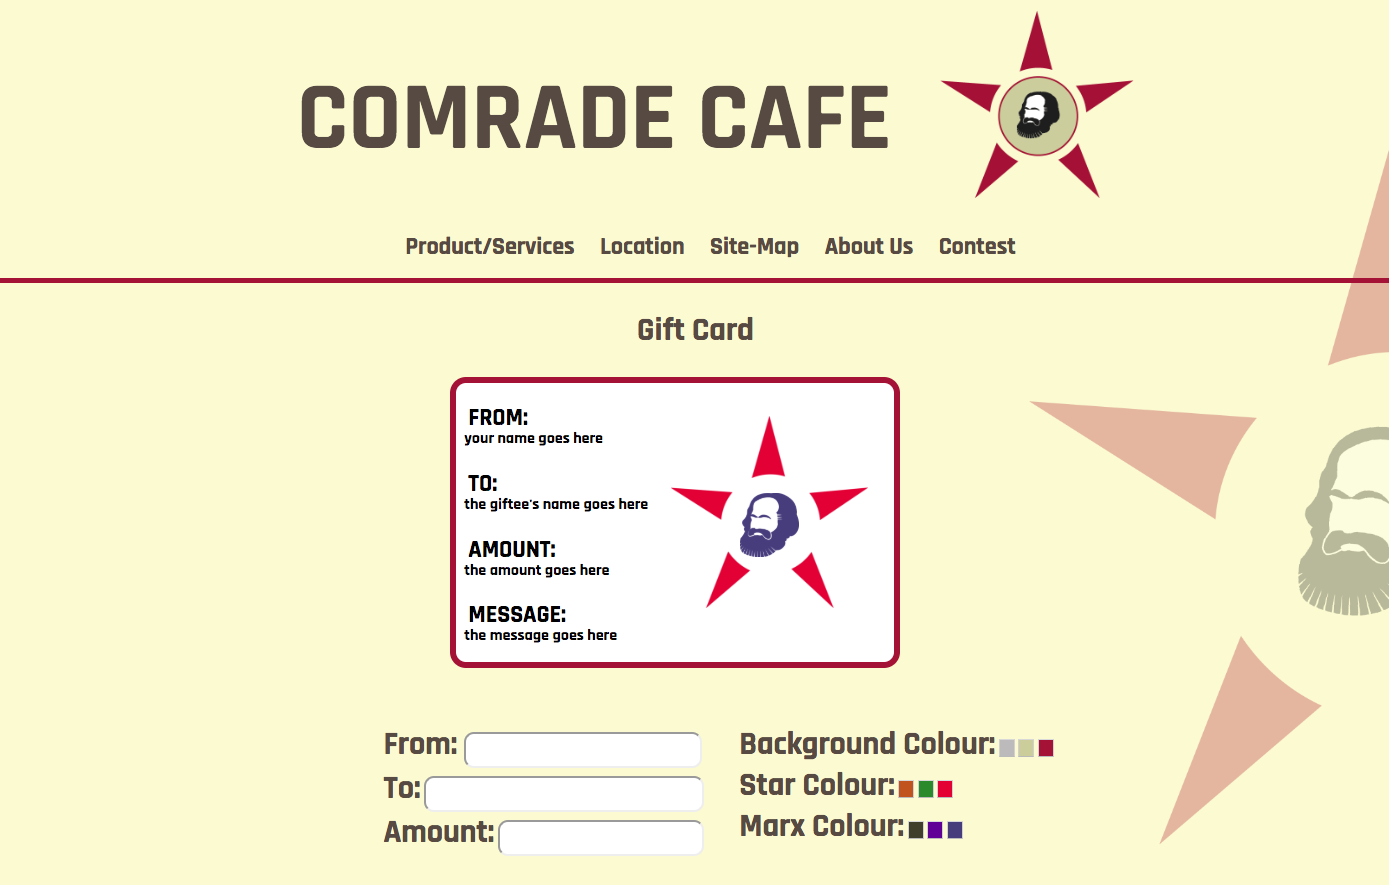 COMRADE CAFE
Product/Services Location Site-Map About Us Contest
Gift Card
FROM:
your name goes here
TO:
the giftee's name goes here
AMOUNT:
the amount goes here
MESSAGE:
the message goes here
From:
To:
Amount:
Background Colour:
Star Colour:
Marx Colour: